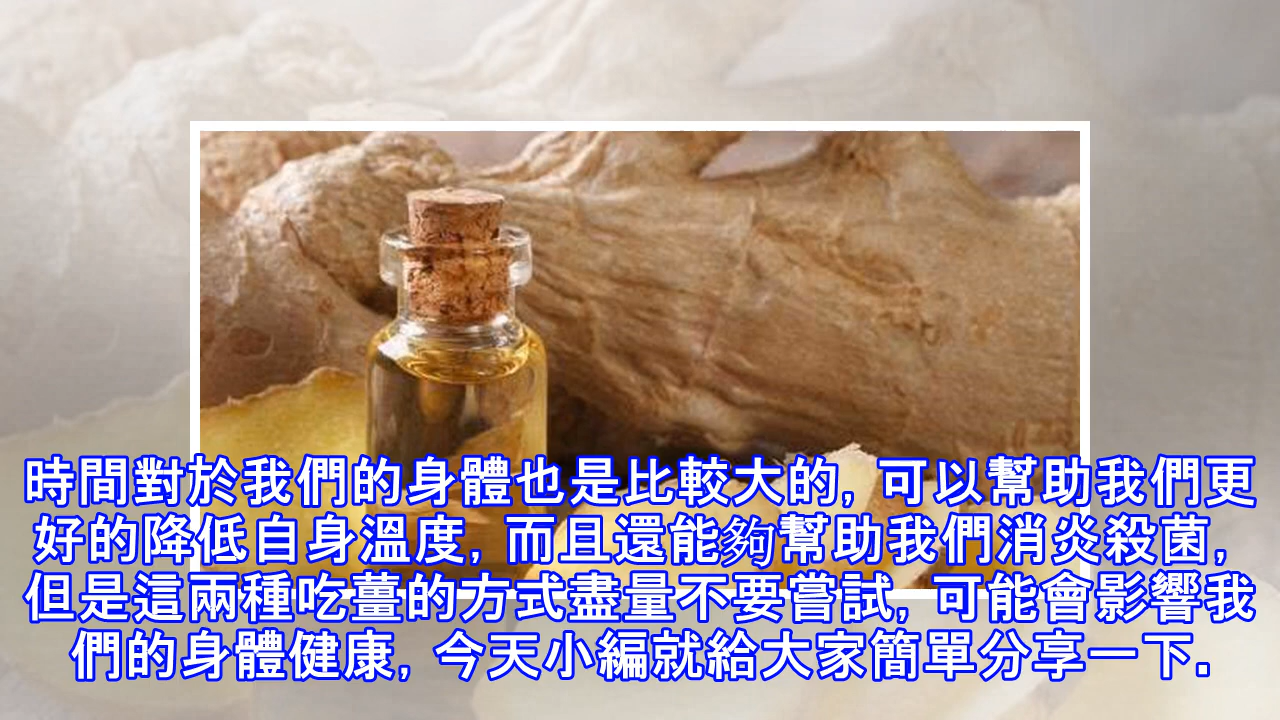 時間對於我們的身體也是比較大的, 可以幫助我們更
好的降低自身溫度, 而且還能夠幫助我們消炎殺菌,
但是這兩種吃薑的方式盡量不要嘗試, 可能會影響我
們的身體健康, 今天小編就給大家簡單分享一下.